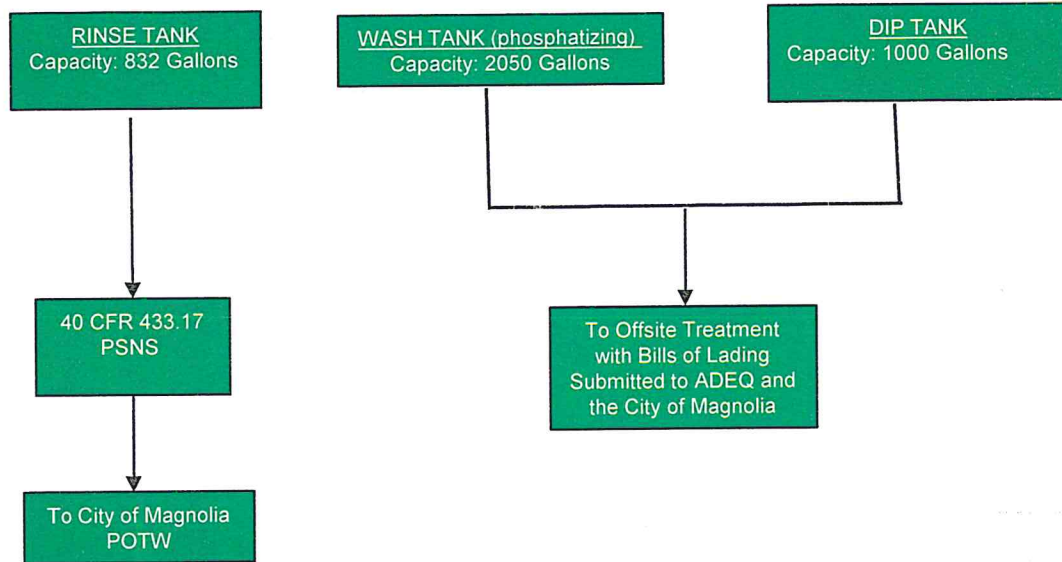 RINSE TANK
Capacity: 832 Gallons
WASH TANK (phosphatizing)
Capacity: 2050 Gallons
DIP TANK
Capacity: 1000 Gallons
40 CFR 433.17
PSNS
To Offsite Treatment
with Bills of Lading
Submitted to ADEQ and
the City of Magnolia
To City of Magnolia
POTW